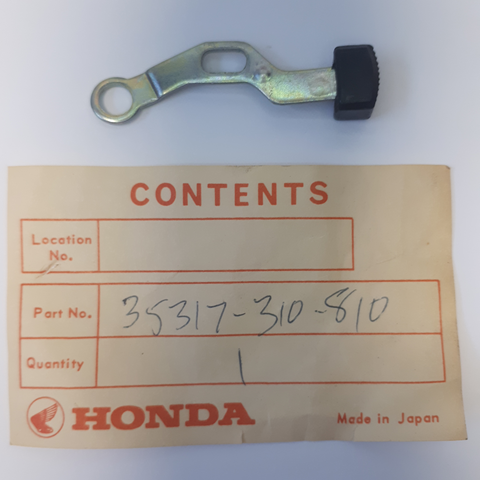 CONTENTS
Location
No.
Part No. 35317-310-810
Quantity 1
HONDA Made in Japan